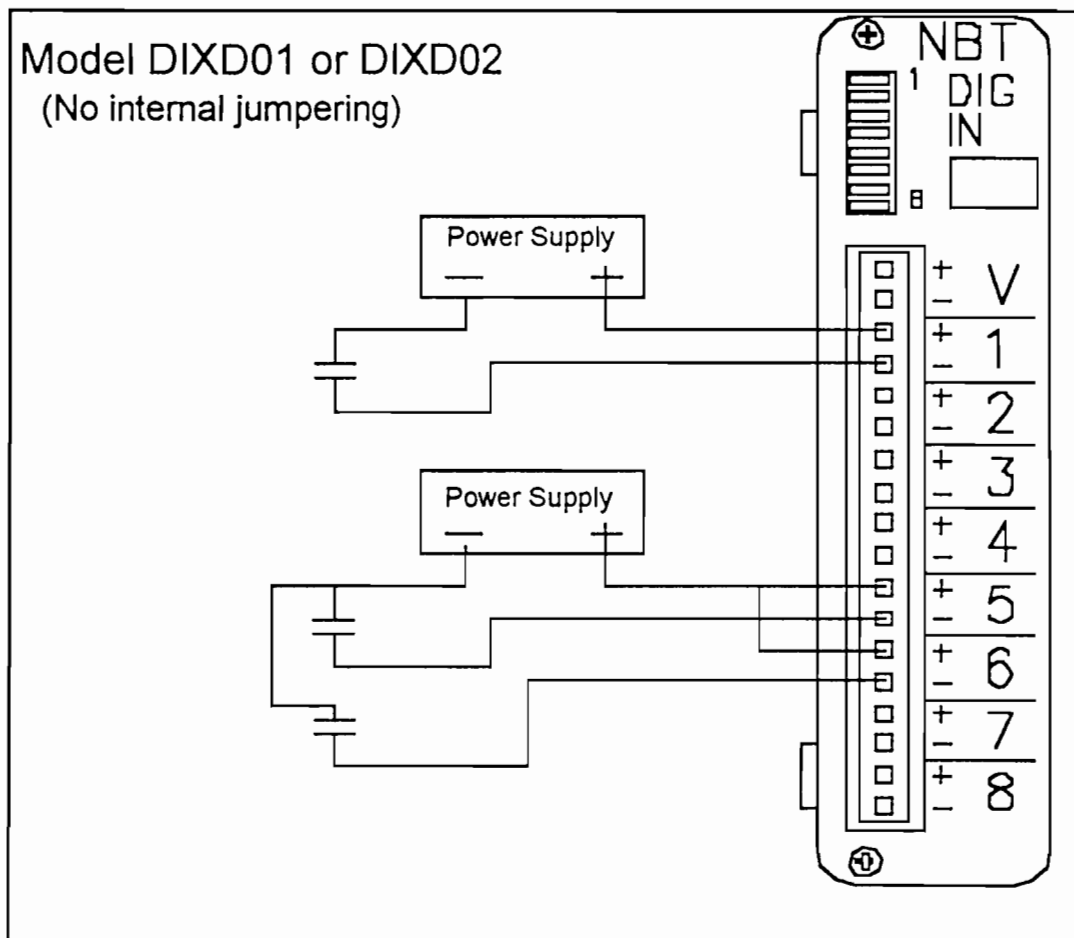 Model DIXD01 or DIXD02
(No internal jumpering)
NBT
1 DIG
IN
8
Power Supply
— +
+
– V
+
– 1
+
– 2
+
– 3
Power Supply
— +
+
– 4
+
– 5
+
– 6
+
– 7
+
– 8